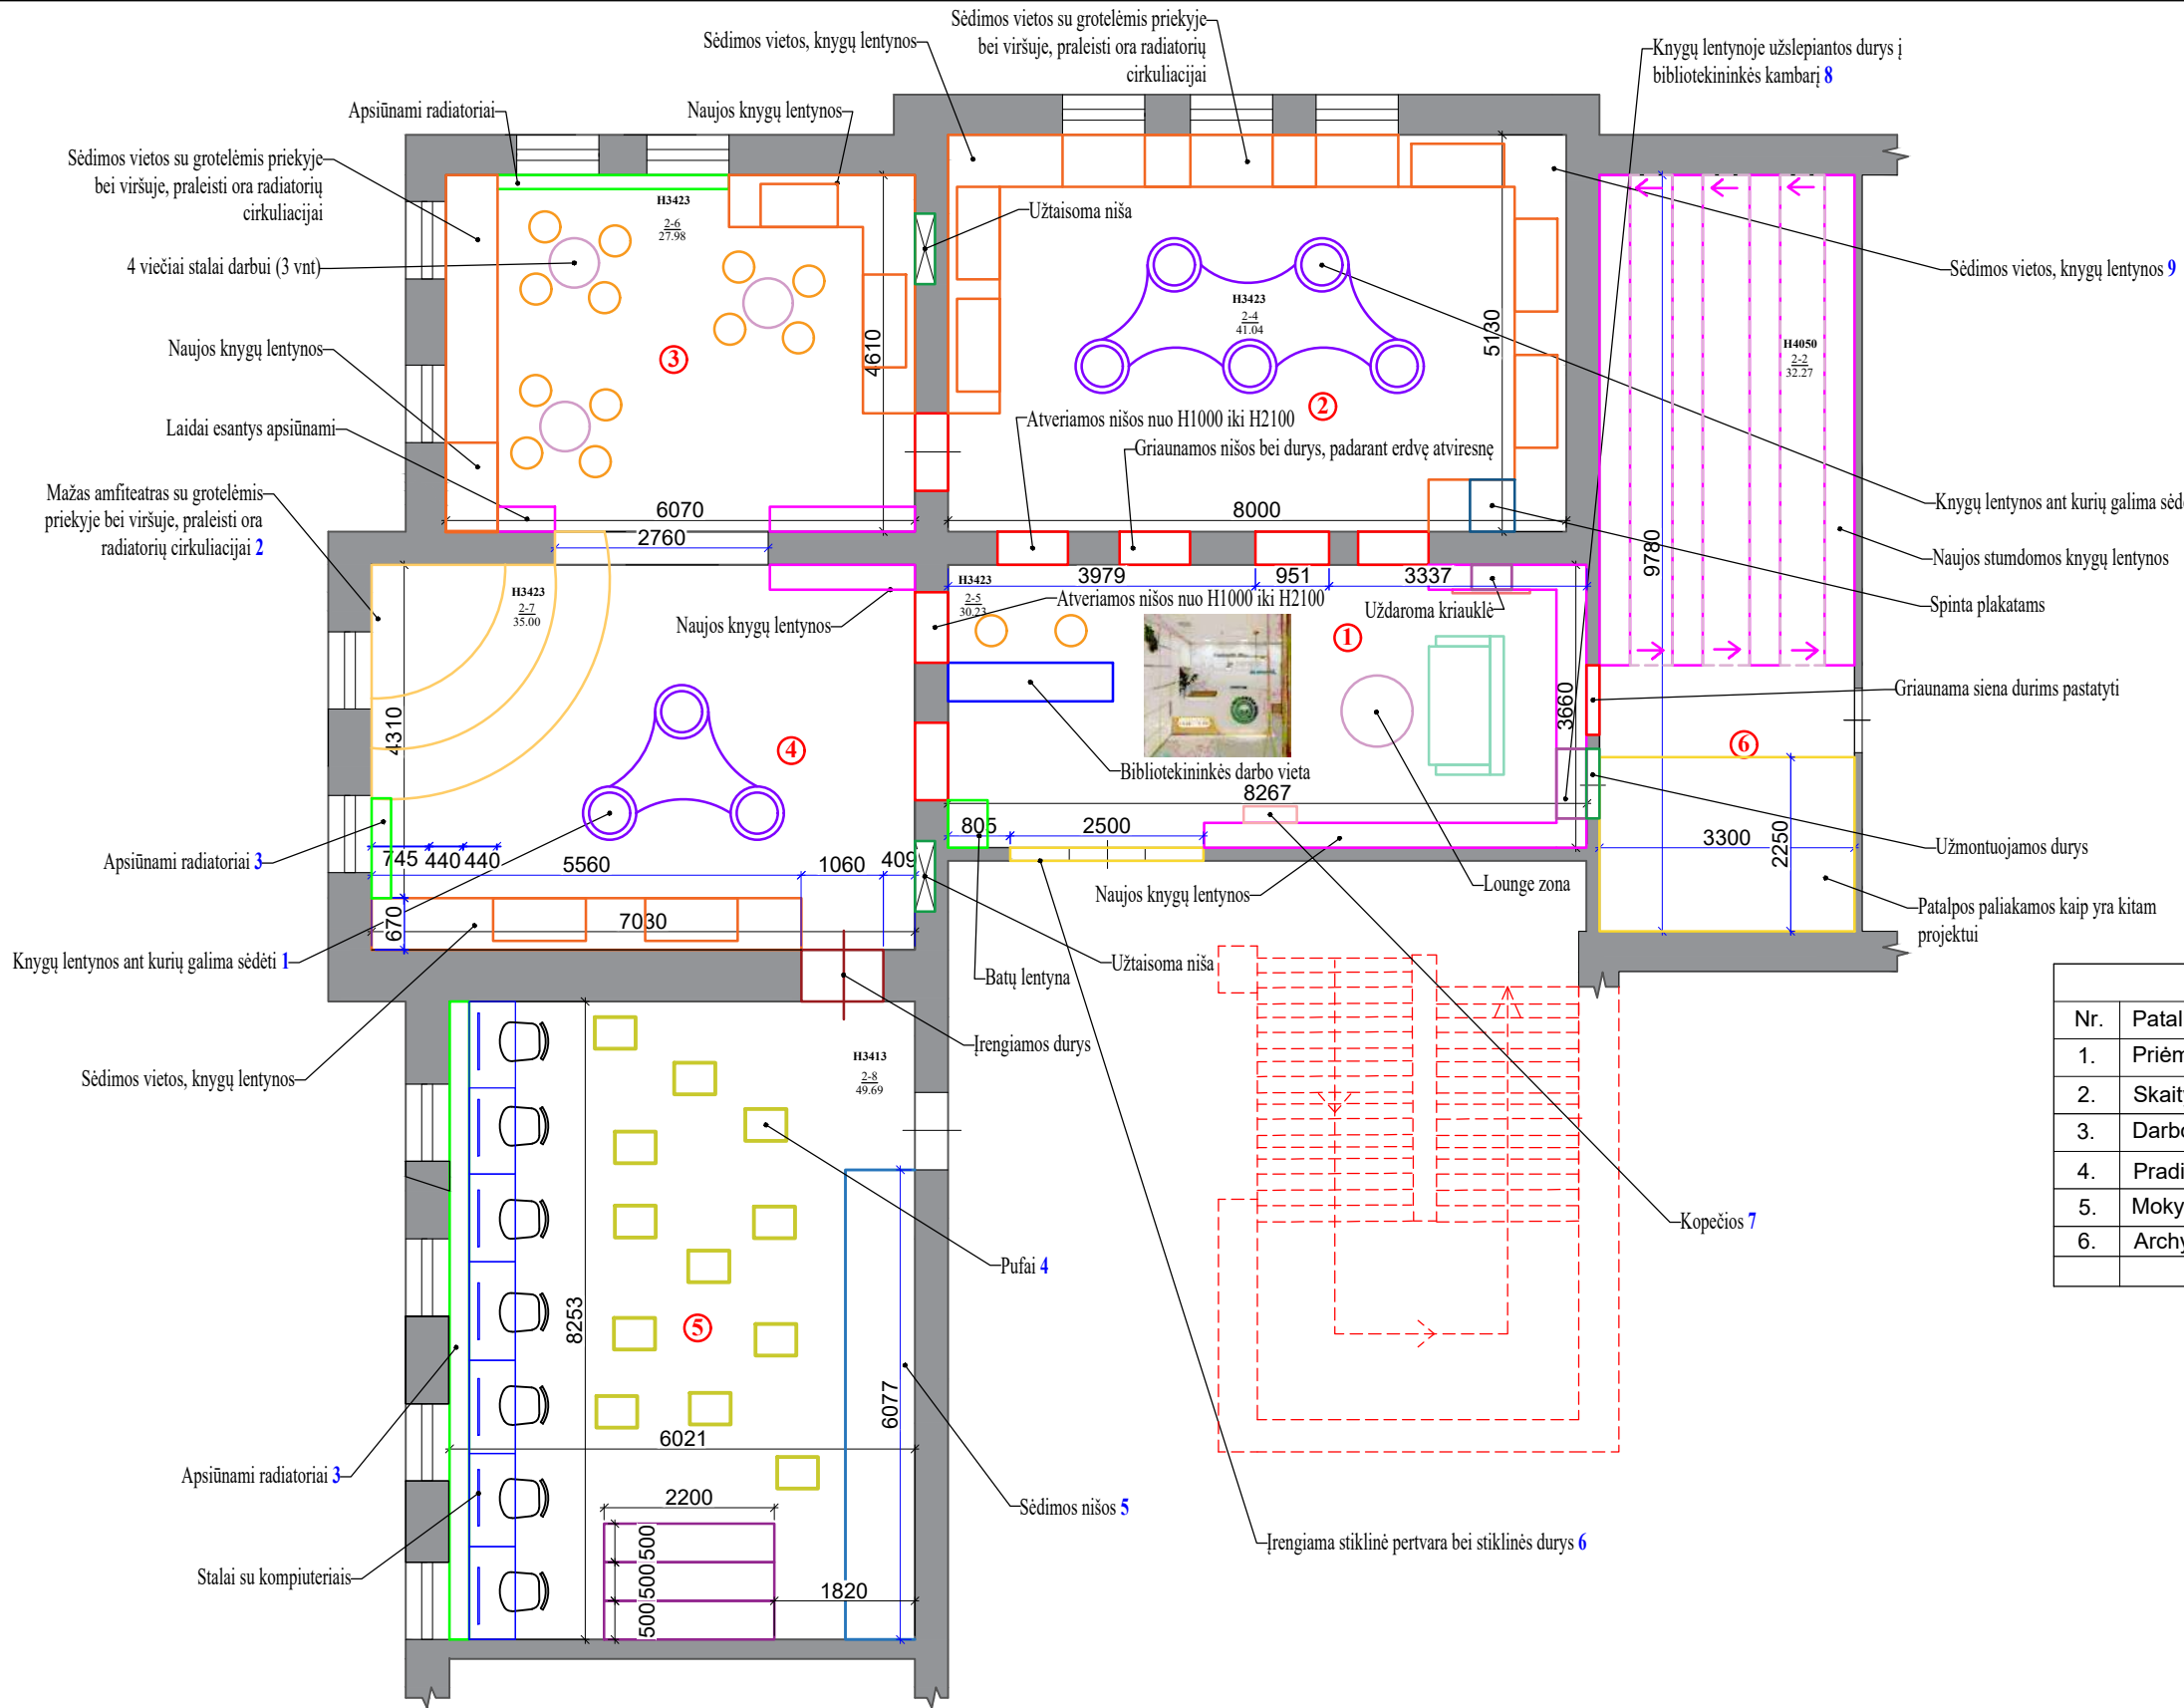 Sėdimos vietos su grotelėmis priekyje
bei viršuje, praleisti ora radiatorių
cirkuliacijai
Sėdimos vietos, knygų lentynos
Knygų lentynoje užslepiantos durys į
bibliotekininkės kambarį 8
Apsiūnami radiatoriai
Naujos knygų lentynos
Sėdimos vietos su grotelėmis priekyje
bei viršuje, praleisti ora radiatorių
cirkuliacijai
H3423
2-6
27.98
Užtaisoma niša
4 viečiai stalai darbui (3 vnt)
Sėdimos vietos, knygų lentynos 9
H3423
2-4
41.04
5130
H4050
2-2
32.27
Naujos knygų lentynos
3
4610
2
Laidai esantys apsiūnami
Atveriamos nišos nuo H1000 iki H2100
Griaunamos nišos bei durys, padarant erdvę atviresnę
Mažas amfiteatras su grotelėmis
priekyje bei viršuje, praleisti ora
radiatorių cirkuliacijai 2
Knygų lentynos ant kurių galima sėd
6070
8000
2760
9780
Naujos stumdomos knygų lentynos
H3423
2-7
35.00
H3423
2-5
30.23
3979
951
3337
Atveriamos nišos nuo H1000 iki H2100
Uždaroma kriauklė
Spinta plakatams
Naujos knygų lentynos
1
3660
Griaunama siena durims pastatyti
4310
4
6
Bibliotekininkės darbo vieta
8267
805
2500
3300
2250
Užmontuojamos durys
Apsiūnami radiatoriai 3
745
440
440
5560
1060
409
Naujos knygų lentynos
Lounge zona
670
7030
Patalpos paliakamos kaip yra kitam
projektui
Knygų lentynos ant kurių galima sėdėti 1
Užtaisoma niša
Batų lentyna
Įrengiamos durys
Sėdimos vietos, knygų lentynos
H3413
2-8
49.69
Nr. Patal
1. Priėm
2. Skait
3. Darbo
4. Pradi
5. Moky
6. Archy
Kopečios 7
Pufai 4
8253
5
6077
6021
Apsiūnami radiatoriai 3
2200
Sėdimos nišos 5
500
500
500
1820
Įrengiama stiklinė pertvara bei stiklinės durys 6
Stalai su kompiuteriais